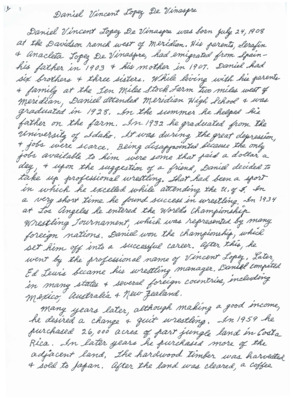 Daniel Vincent Lopez De Vinaspre
Daniel Vincent Lopez De Vinaspre was born July 24, 1908
at the Davidson ranch west of Meridian. His parents, Serafin
& Anacleta Lopez De Vinaspre, had emigrated from Spain -
his father in 1903 & his mother in 1907. Daniel had
six brothers & three sisters. While living with his parents
& family at the Ten Mile Stock Farm two miles west of
Meridian, Daniel attended Meridian High School & was
graduated in 1928. In the summer he helped his
father on the farm. In 1932 he graduated from the
University of Idaho. It was during the great depression,
& jobs were scarce. Being disappointed because the only
jobs available to him were some that paid a dollar a
day, & upon the suggestion of a friend, Daniel decided to
take up professional wrestling. That had been a sport
in which he excelled while attending the U. of I. In
a very short time he found success in wrestling. In 1934
at Los Angeles he entered the World's Championship
Wrestling Tournament which was represented by many
foreign nations. Daniel won the championship, which
set him off into a successful career. After this, he
went by the professional name of Vincent Lopez. Later
Ed Lewis became his wrestling manager. Daniel competed
in many states & several foreign countries, including
Mexico, Australia & New Zealand.
Many years later, although making a good income,
he desired a change & quit wrestling. In 1959 he
purchased 26,000 acres of part jungle land in Costa
Rica. In later years he purchased more of the
adjacent land. The hardwood timber was harvested
& sold to Japan. After the land was cleared, a coffee